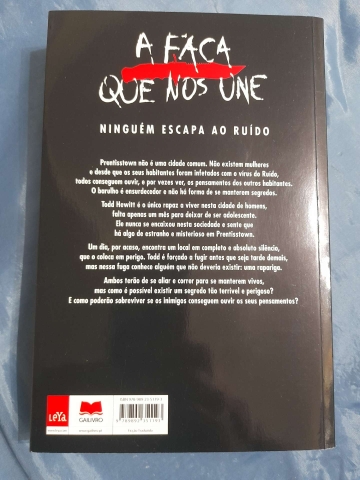 A FACA
QUE NOS UNE
NINGUÉM ESCAPA AO RUÍDO
Prentisstown não é uma cidade comum. Não existem mulheres
e desde que os seus habitantes foram infetados com o vírus do Ruído,
todos conseguem ouvir, e por vezes ver, os pensamentos dos outros habitantes.
O barulho é ensurdecedor e não há forma de se manterem segredos.
Todd Hewitt é o único rapaz a viver nesta cidade de homens,
falta apenas um mês para deixar de ser adolescente.
Ele nunca se encaixou nesta sociedade e sente que
há algo de estranho e misterioso em Prentisstown.
Um dia, por acaso, encontra um local em completo e absoluto silêncio,
que o coloca em perigo. Todd é forçado a fugir antes que seja tarde demais,
mas nessa fuga conhece alguém que não deveria existir: uma rapariga.
Ambos terão de se aliar e correr para se manterem vivos,
mas como é possível existir um segredo tão terrível e perigoso?
E como poderão sobreviver se os inimigos conseguem ouvir os seus pensamentos?
LEYA
GAILIVRO